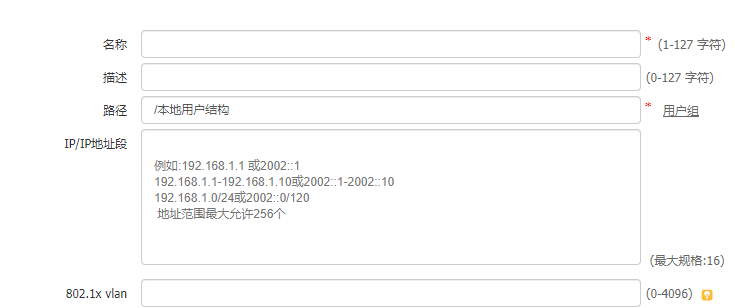 名称 * (1-127 字符)
描述 (0-127 字符)
路径 /本地用户结构 * 用户组
IP/IP地址段
例如:192.168.1.1 或2002::1
192.168.1.1-192.168.1.10或2002::1-2002::10
192.168.1.0/24或2002::0/120
地址范围最大允许256个
(最大规格:16)
802.1x vlan (0-4096) ?